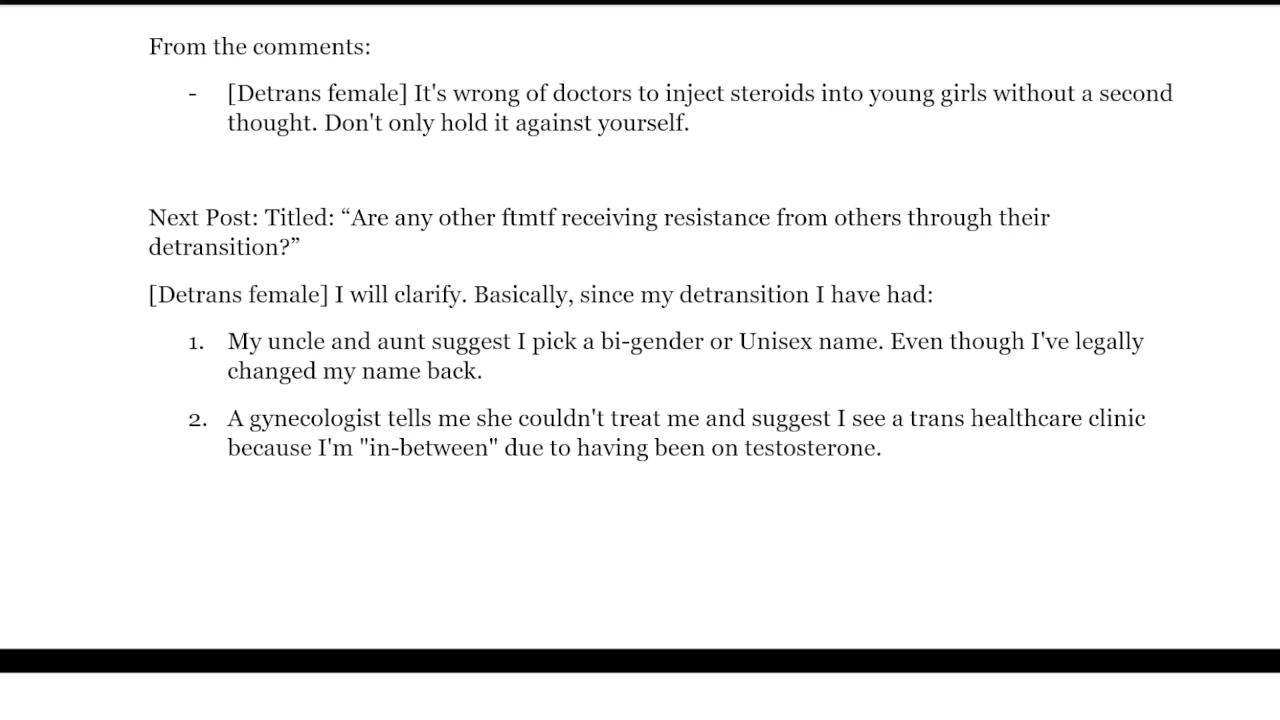 From the comments:
- [Detrans female] It's wrong of doctors to inject steroids into young girls without a second
thought. Don't only hold it against yourself.
Next Post: Titled: “Are any other ftmtf receiving resistance from others through their
detransition?”
[Detrans female] I will clarify. Basically, since my detransition I have had:
1. My uncle and aunt suggest I pick a bi-gender or Unisex name. Even though I've legally
changed my name back.
2. A gynecologist tells me she couldn't treat me and suggest I see a trans healthcare clinic
because I'm "in-between" due to having been on testosterone.